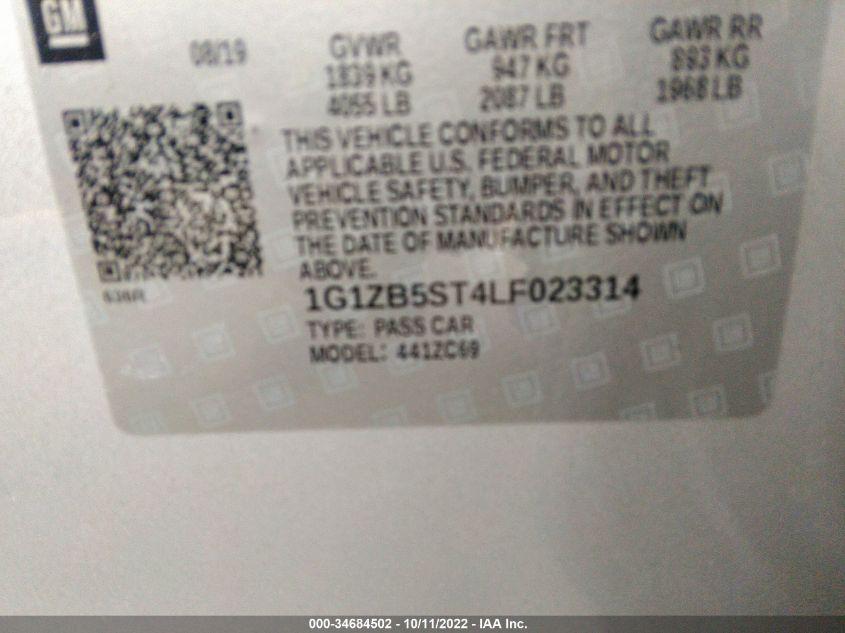 GM
08/19
GVWR
1839 KG
4055 LB
GAWR FRT
947 KG
2087 LB
GAWR RR
893 KG
1968 LB
THIS VEHICLE CONFORMS TO ALL
APPLICABLE U.S. FEDERAL MOTOR
VEHICLE SAFETY, BUMPER, AND THEFT
PREVENTION STANDARDS IN EFFECT ON
THE DATE OF MANUFACTURE SHOWN
ABOVE.
1G1ZB5ST4LF023314
TYPE: PASS CAR
MODEL: 441ZC69
000-34684502 - 10/11/2022 - IAA Inc.